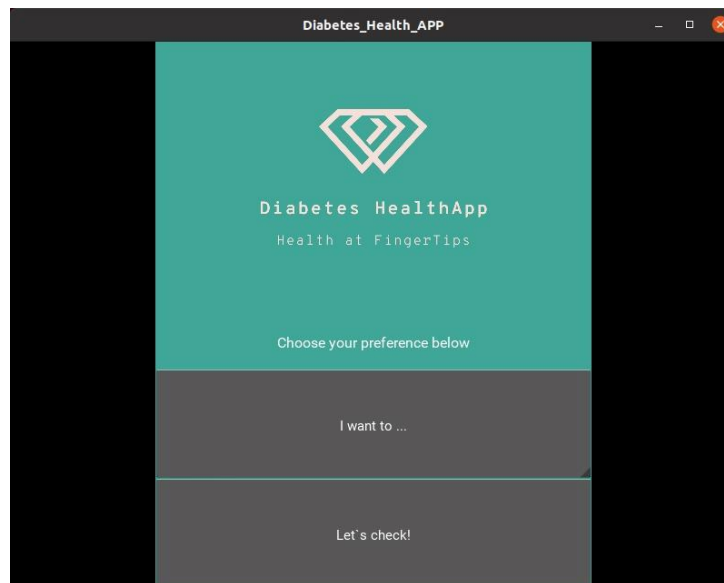 Diabetes_Health_APP
Diabetes HealthApp
Health at FingerTips
Choose your preference below
I want to ...
Let`s check!